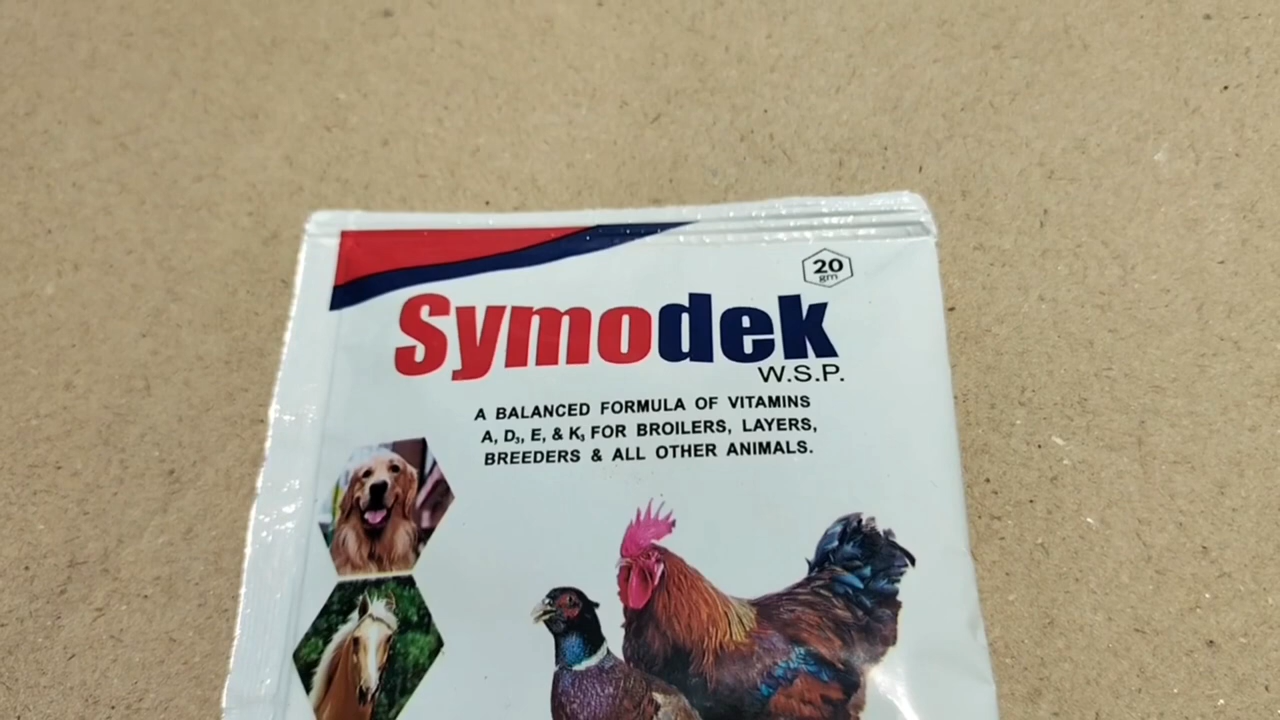 20
gm
Symodek
W.S.P.
A BALANCED FORMULA OF VITAMINS
A, D₃, E, & K₃ FOR BROILERS, LAYERS,
BREEDERS & ALL OTHER ANIMALS.